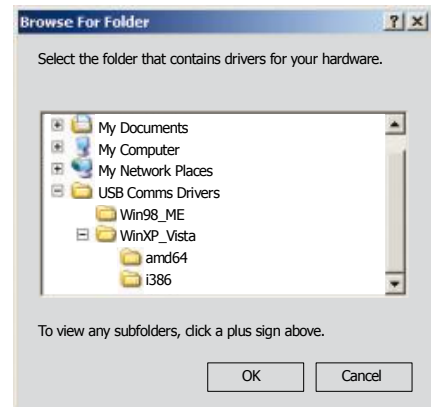 Browse For Folder
Select the folder that contains drivers for your hardware.
My Documents
My Computer
My Network Places
USB Comms Drivers
Win98_ME
WinXP_Vista
amd64
i386
To view any subfolders, click a plus sign above.
OK Cancel